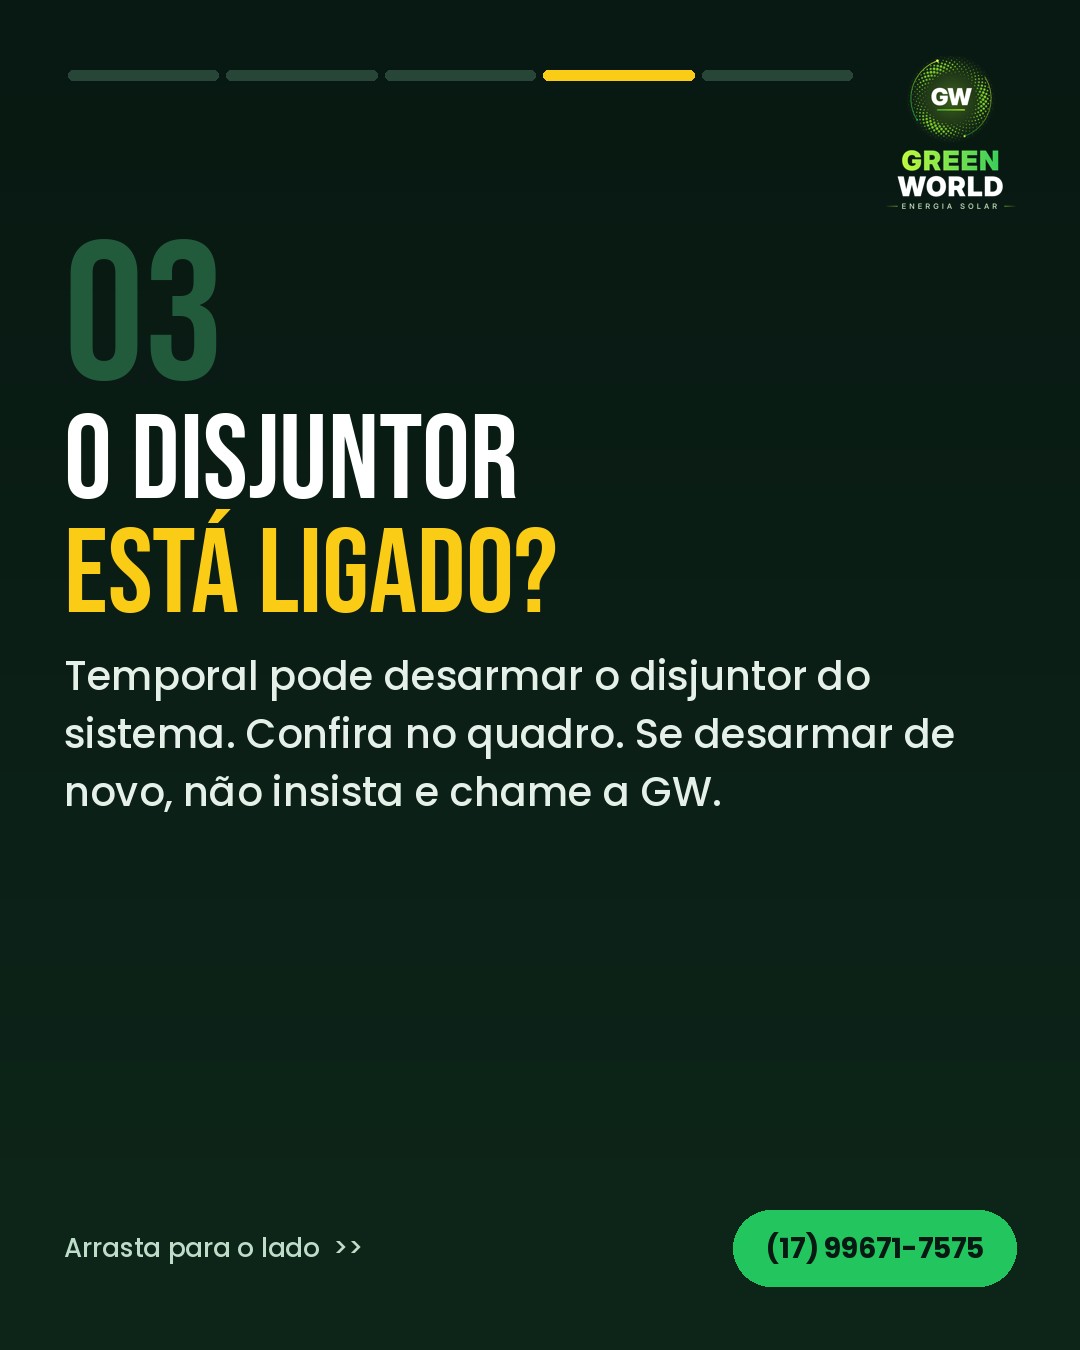 GW
GREEN
WORLD
ENERGIA SOLAR
03
O DISJUNTOR
ESTÁ LIGADO?
Temporal pode desarmar o disjuntor do
sistema. Confira no quadro. Se desarmar de
novo, não insista e chame a GW.
Arrasta para o lado >>
(17) 99671-7575